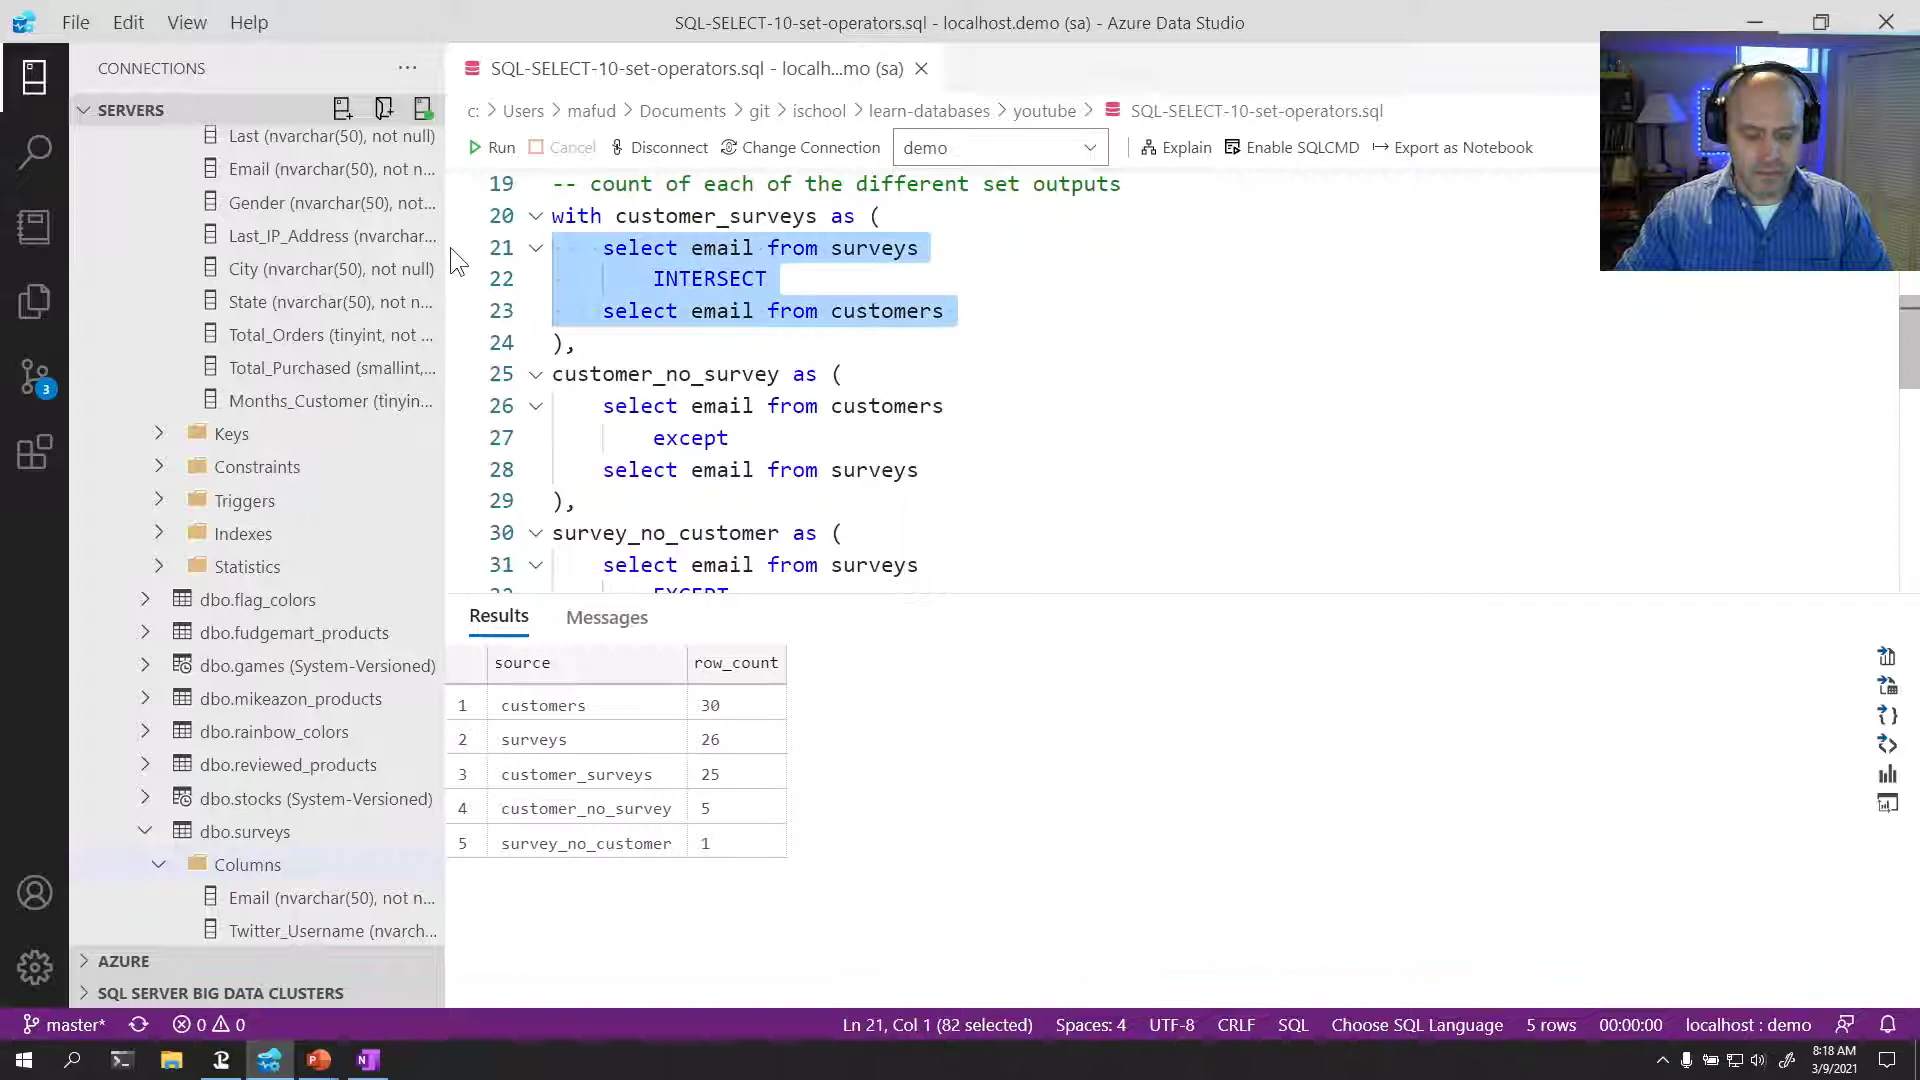 File Edit View Help
SQL-SELECT-10-set-operators.sql - localhost.demo (sa) - Azure Data Studio
CONNECTIONS
SERVERS
Last (nvarchar(50), not null)
Email (nvarchar(50), not n...
Gender (nvarchar(50), not...
Last_IP_Address (nvarchar...
City (nvarchar(50), not null)
State (nvarchar(50), not n...
Total_Orders (tinyint, not ...
Total_Purchased (smallint,...
Months_Customer (tinyin...
Keys
Constraints
Triggers
Indexes
Statistics
dbo.flag_colors
dbo.fudgemart_products
dbo.games (System-Versioned)
dbo.mikeazon_products
dbo.rainbow_colors
dbo.reviewed_products
dbo.stocks (System-Versioned)
dbo.surveys
Columns
Email (nvarchar(50), not n...
Twitter_Username (nvarch...
AZURE
SQL SERVER BIG DATA CLUSTERS
3
SQL-SELECT-10-set-operators.sql - localh...mo (sa)
c: > Users > mafud > Documents > git > ischool > learn-databases > youtube > SQL-SELECT-10-set-operators.sql
Run Cancel Disconnect Change Connection demo Explain Enable SQLCMD Export as Notebook
19 -- count of each of the different set outputs
20 with customer_surveys as (
21 select email from surveys
22 INTERSECT
23 select email from customers
24 ),
25 customer_no_survey as (
26 select email from customers
27 except
28 select email from surveys
29 ),
30 survey_no_customer as (
31 select email from surveys
32 EXCEPT
Results Messages
source row_count
1 customers 30
2 surveys 26
3 customer_surveys 25
4 customer_no_survey 5
5 survey_no_customer 1
master* 0 0 Ln 21, Col 1 (82 selected) Spaces: 4 UTF-8 CRLF SQL Choose SQL Language 5 rows 00:00:00 localhost : demo
8:18 AM
3/9/2021